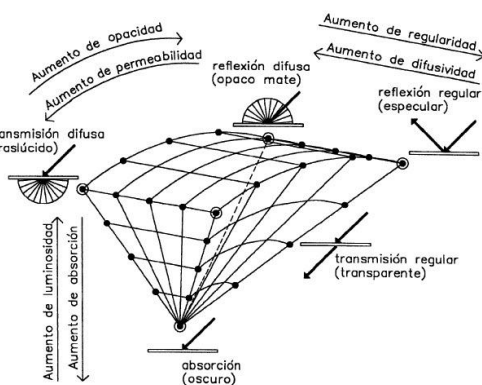 Aumento de opacidad
Aumento de permeabilidad
Aumento de regularidad
Aumento de difusividad
reflexión difusa
(opaco mate)
reflexión regular
(especular)
ansmisión difusa
raslúcido)
transmisión regular
(transparente)
Aumento de luminosidad
Aumento de absorción
absorción
(oscuro)